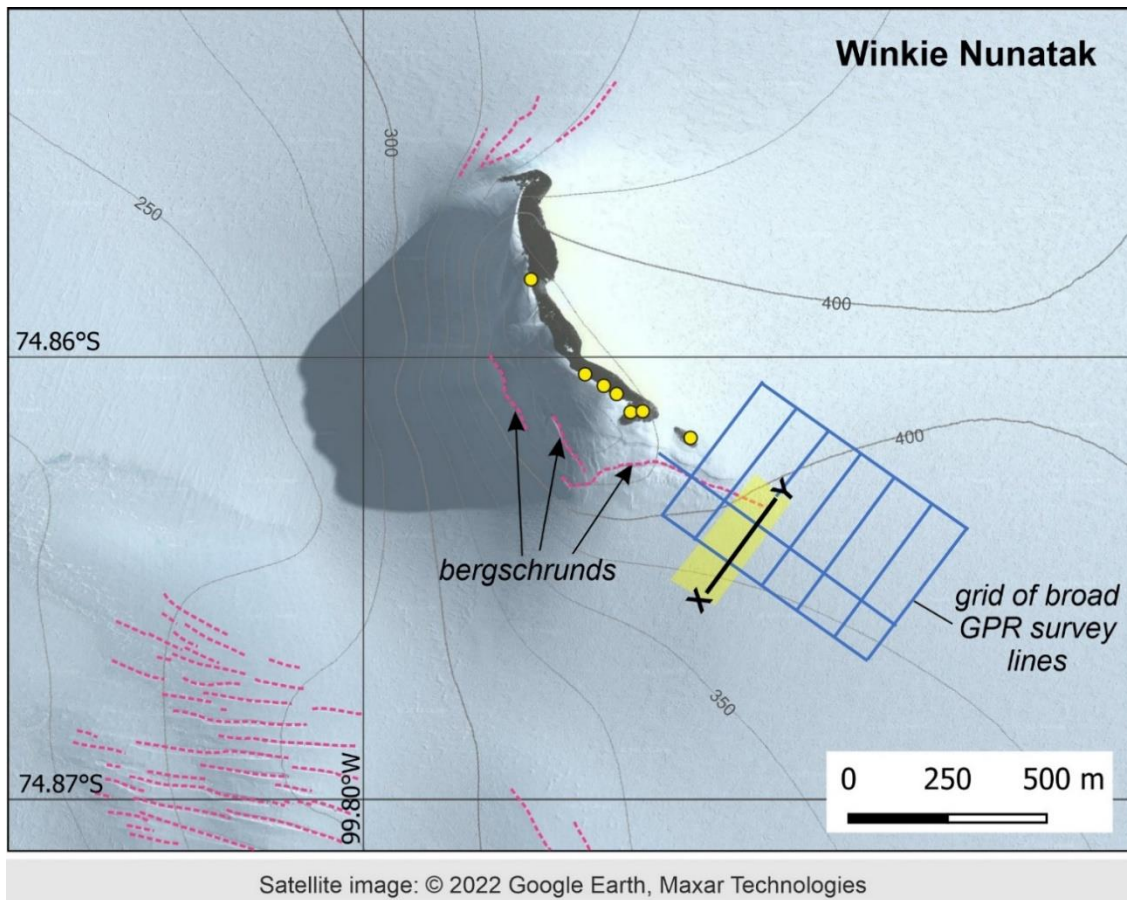 Winkie Nunatak
300
250
400
74.86°S
400
Y
bergschrunds
X
grid of broad
GPR survey
lines
350
74.87°S
99.80°W
0 250 500 m
Satellite image: © 2022 Google Earth, Maxar Technologies